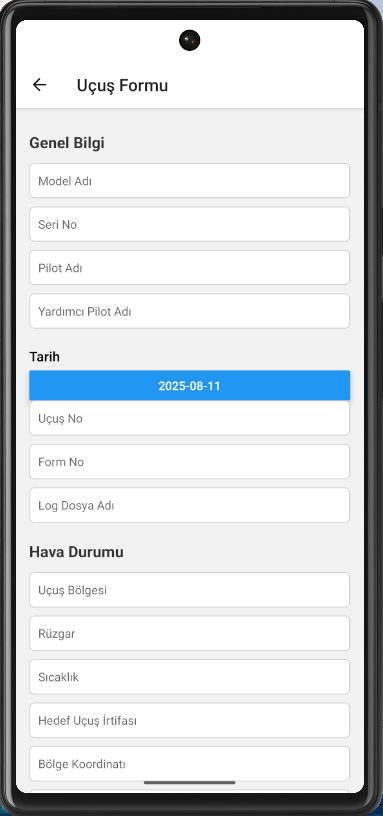 Uçuş Formu
Genel Bilgi
Model Adı
Seri No
Pilot Adı
Yardımcı Pilot Adı
Tarih
2025-08-11
Uçuş No
Form No
Log Dosya Adı
Hava Durumu
Uçuş Bölgesi
Rüzgar
Sıcaklık
Hedef Uçuş İrtifası
Bölge Koordinatı